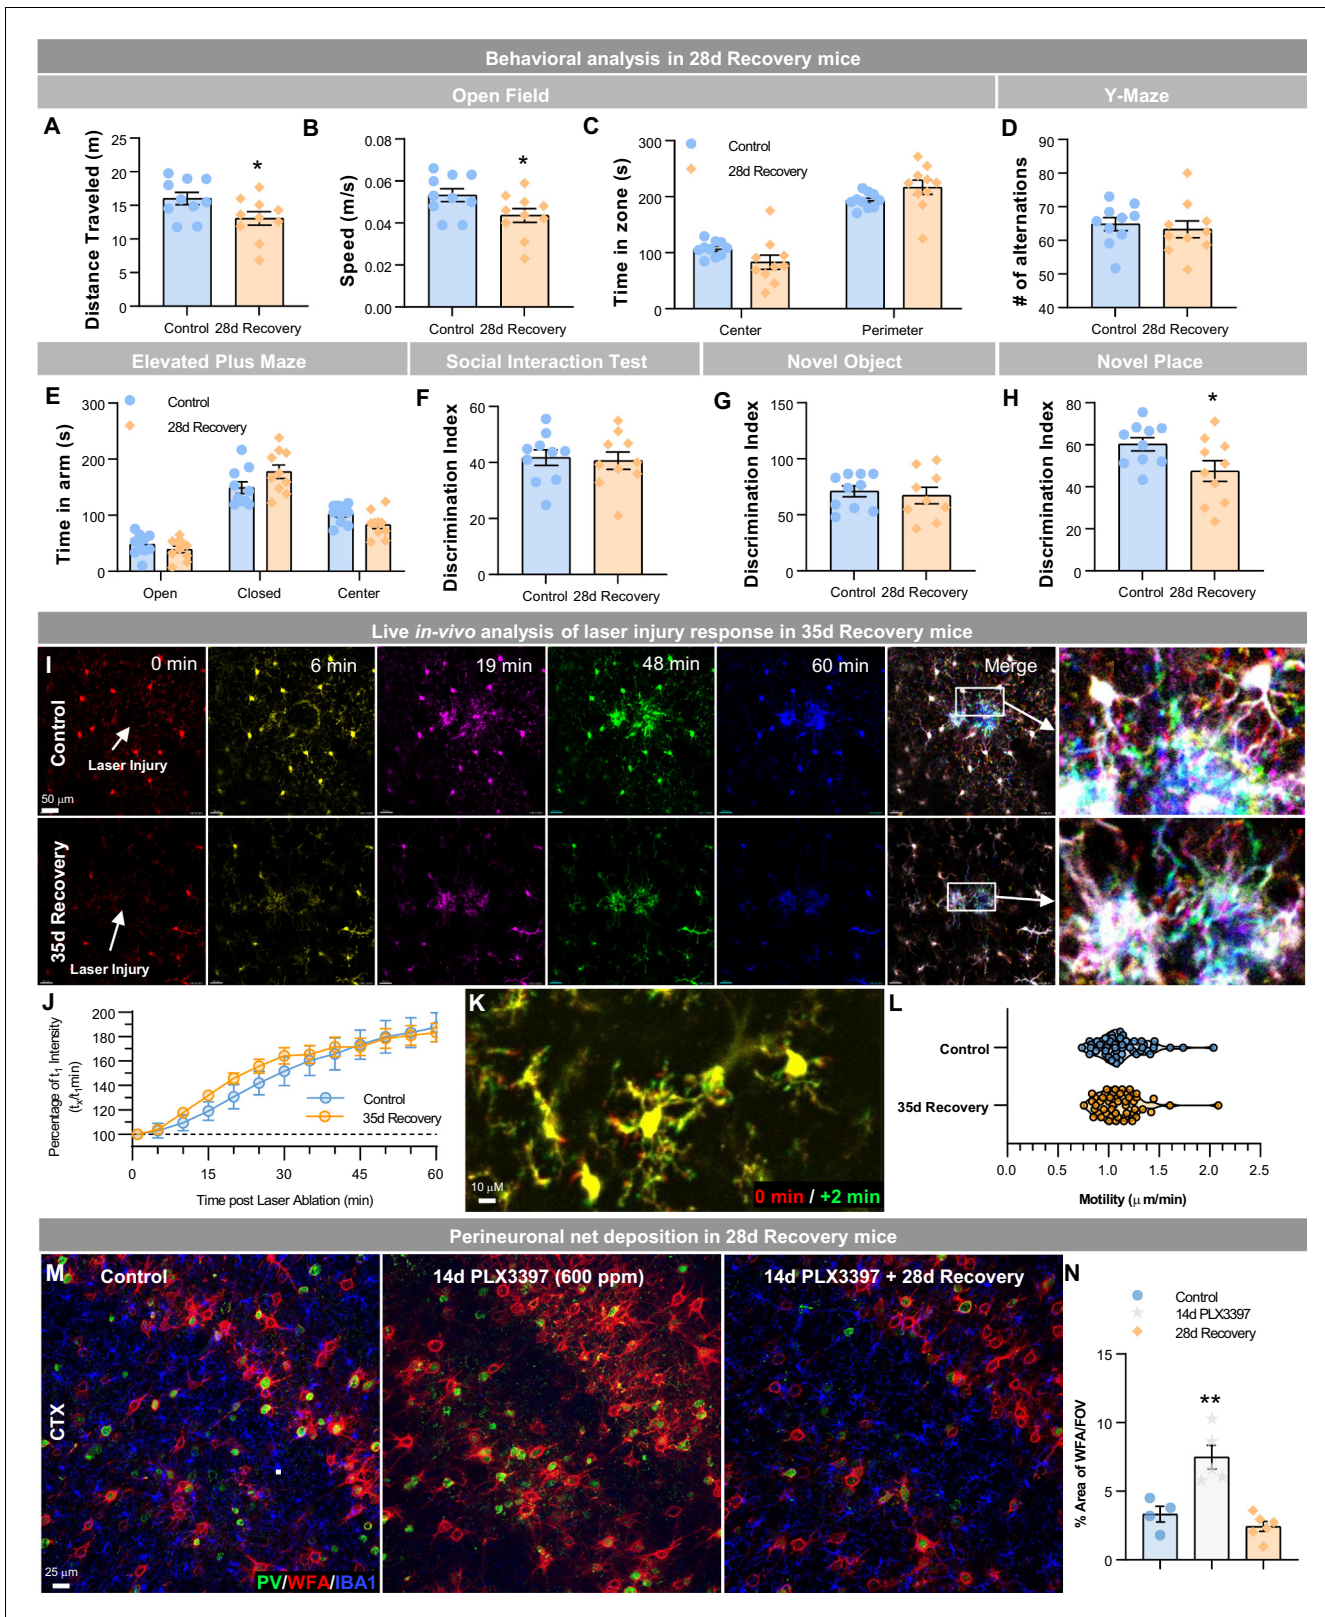 Behavioral analysis in 28d Recovery mice
Open Field
Y-Maze
A
Distance Traveled (m)
25
20
15
10
5
0
*
Control 28d Recovery
B
Speed (m/s)
0.08
0.06
0.04
0.02
0.00
*
Control 28d Recovery
C
Time in zone (s)
300
200
100
0
Control
28d Recovery
Center Perimeter
D
# of alternations
90
80
70
60
50
40
Control 28d Recovery
Elevated Plus Maze
Social Interaction Test
Novel Object
Novel Place
E
Time in arm (s)
300
200
100
0
Control
28d Recovery
Open Closed Center
F
Discrimination Index
60
40
20
0
Control 28d Recovery
G
Discrimination Index
150
100
50
0
Control 28d Recovery
H
Discrimination Index
80
60
40
20
0
*
Control 28d Recovery
Live in-vivo analysis of laser injury response in 35d Recovery mice
I
0 min 6 min 19 min 48 min 60 min Merge
Control
Laser Injury
50 µm
35d Recovery
Laser Injury
J
Percentage of t1 Intensity
(tx/t1min)
200
180
160
140
120
100
Control
35d Recovery
0 15 30 45 60
Time post Laser Ablation (min)
K
10 µM
0 min / +2 min
L
Control
35d Recovery
0.0 0.5 1.0 1.5 2.0 2.5
Motility (µm/min)
Perineuronal net deposition in 28d Recovery mice
M
Control
14d PLX3397 (600 ppm)
14d PLX3397 + 28d Recovery
CTX
25 µm
PV/WFA/IBA1
N
Control
14d PLX3397
28d Recovery
% Area of WFA/FOV
15
10
5
0
**